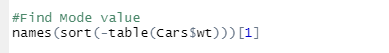 #Find Mode value
names(sort(-table(Cars$wt)))[1]